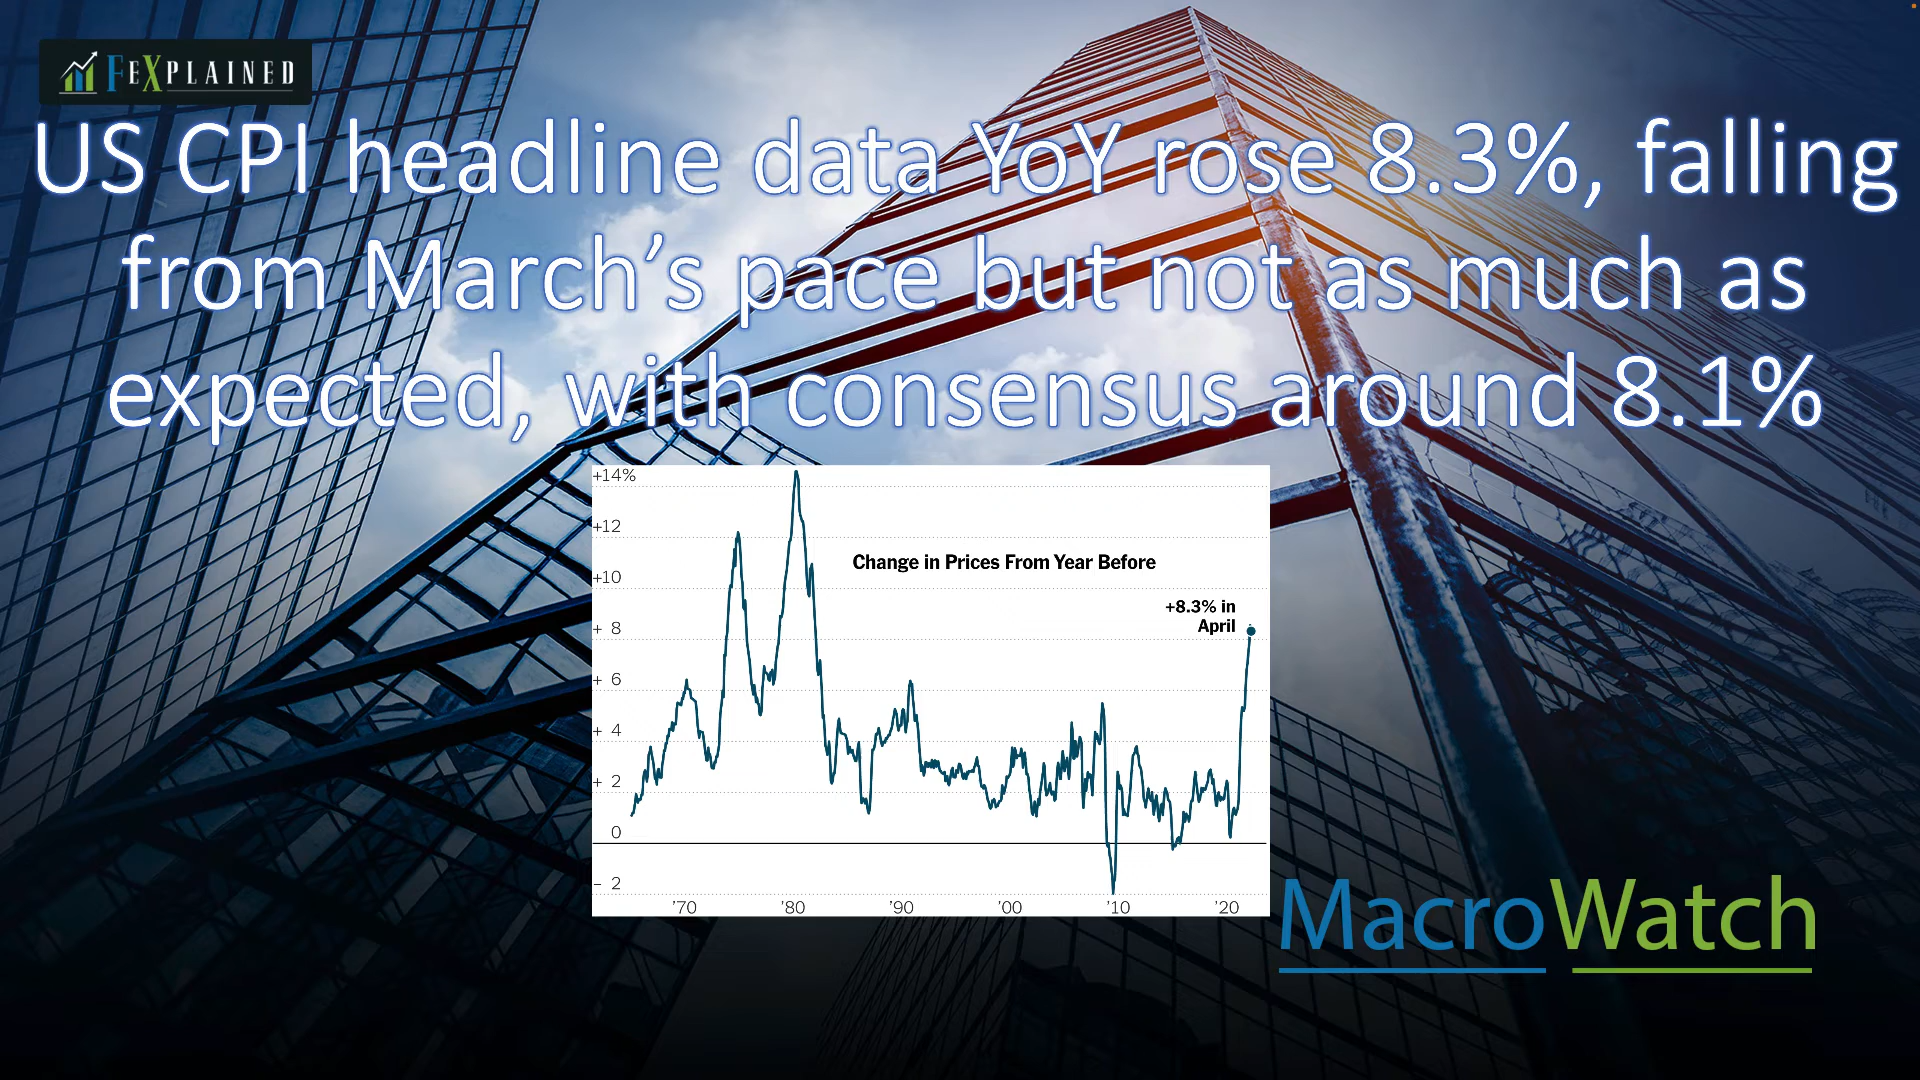 FEXPLAINED
US CPI headline data YoY rose 8.3%, falling
from March’s pace but not as much as
expected, with consensus around 8.1%
+14%
+12
+10
+ 8
+ 6
+ 4
+ 2
0
− 2
Change in Prices From Year Before
+8.3% in
April
’70 ’80 ’90 ’00 ’10 ’20
MacroWatch